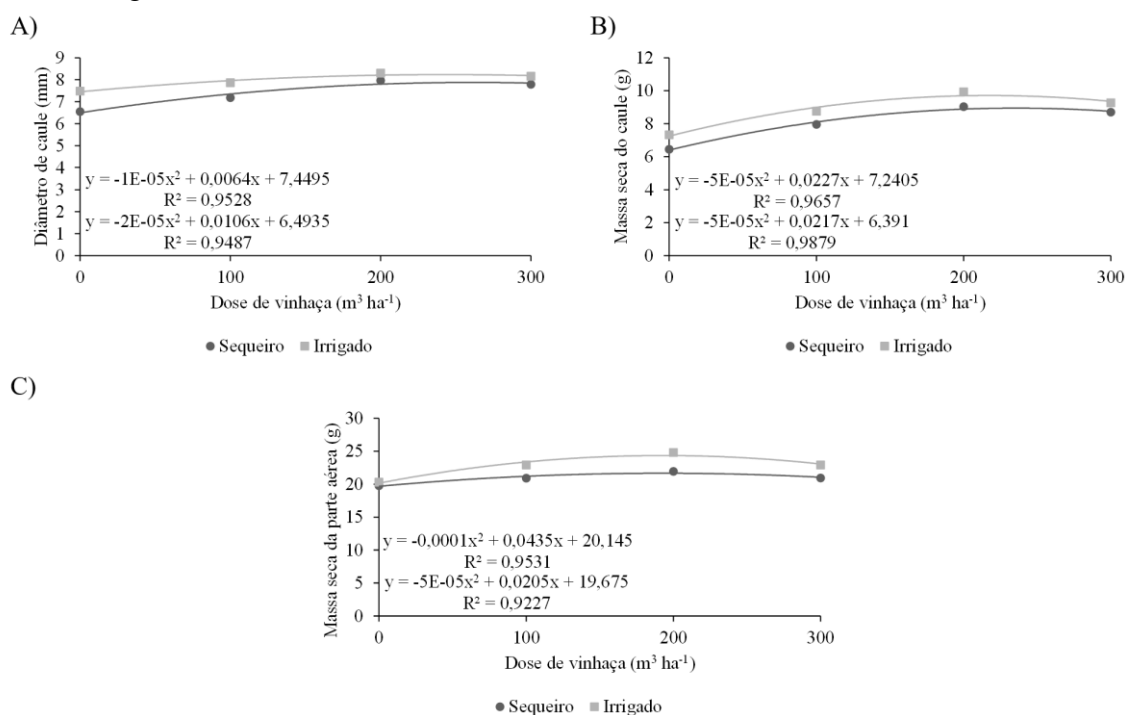 A)
Diâmetro de caule (mm)
9
8
7
6
5
4
3
2
1
0
y = -1E-05x² + 0,0064x + 7,4495
R² = 0,9528
y = -2E-05x² + 0,0106x + 6,4935
R² = 0,9487
0 100 200 300
Dose de vinhaça (m³ ha⁻¹)
Sequeiro Irrigado
B)
Massa seca do caule (g)
12
10
8
6
4
2
0
y = -5E-05x² + 0,0227x + 7,2405
R² = 0,9657
y = -5E-05x² + 0,0217x + 6,391
R² = 0,9879
0 100 200 300
Dose de vinhaça (m³ ha⁻¹)
Sequeiro Irrigado
C)
Massa seca da parte aérea (g)
30
25
20
15
10
5
0
y = -0,0001x² + 0,0435x + 20,145
R² = 0,9531
y = -5E-05x² + 0,0205x + 19,675
R² = 0,9227
0 100 200 300
Dose de vinhaça (m³ ha⁻¹)
Sequeiro Irrigado